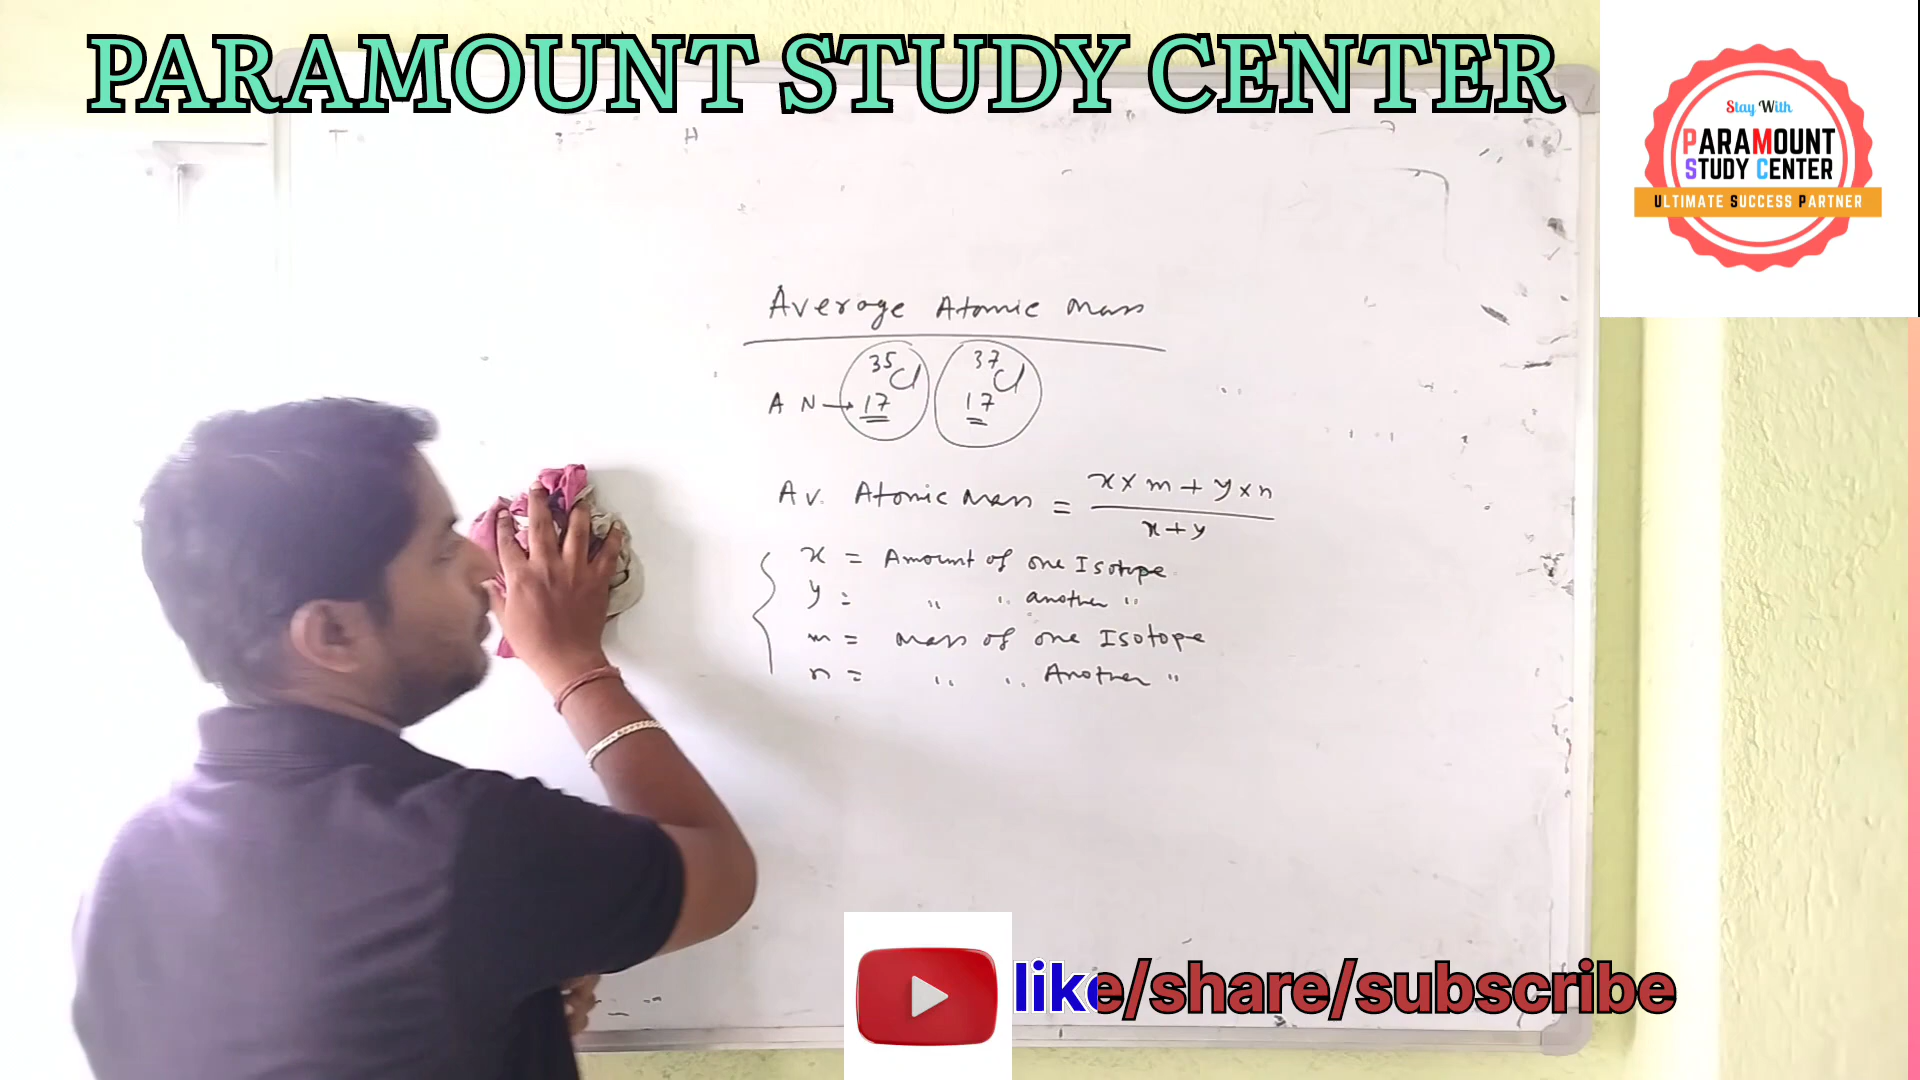 PARAMOUNT STUDY CENTER
Stay With
PARAMOUNT
STUDY CENTER
ULTIMATE SUCCESS PARTNER
T H
Average Atomic Mass
35 Cl 37 Cl
A N → 17 17
Av. Atomic Mass = x × m + y × n
x + y
x = Amount of one Isotope
y = " " another "
m = Mass of one Isotope
n = " " Another "
like/share/subscribe